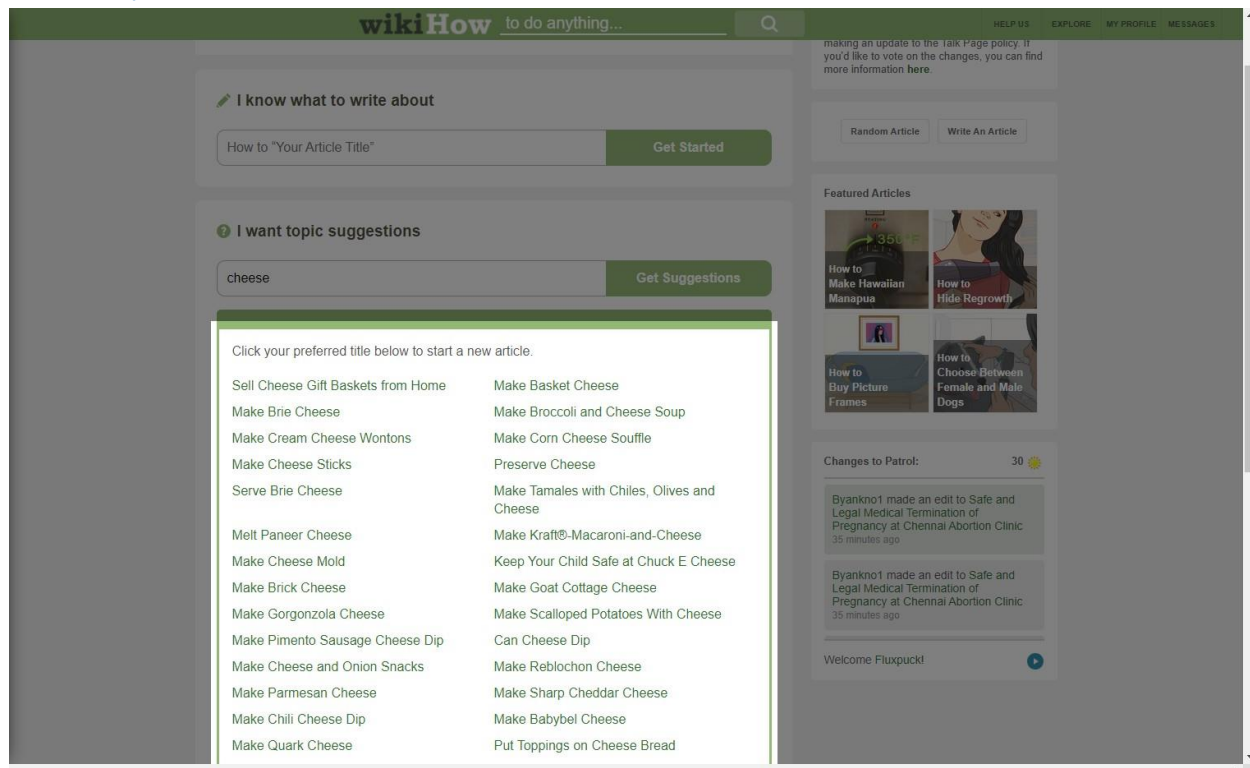 wikiHow to do anything...
HELP US EXPLORE MY PROFILE MESSAGES
making an update to the Talk Page policy. If
you'd like to vote on the changes, you can find
more information here.
I know what to write about
How to "Your Article Title"
Get Started
Random Article
Write An Article
I want topic suggestions
cheese
Get Suggestions
Featured Articles
350°F
How to
Make Hawaiian
Manapua
How to
Hide Regrowth
How to
Buy Picture
Frames
How to
Choose Between
Female and Male
Dogs
Click your preferred title below to start a new article.
Sell Cheese Gift Baskets from Home
Make Basket Cheese
Make Brie Cheese
Make Broccoli and Cheese Soup
Make Cream Cheese Wontons
Make Corn Cheese Souffle
Make Cheese Sticks
Preserve Cheese
Serve Brie Cheese
Make Tamales with Chiles, Olives and
Cheese
Melt Paneer Cheese
Make Kraft®-Macaroni-and-Cheese
Make Cheese Mold
Keep Your Child Safe at Chuck E Cheese
Make Brick Cheese
Make Goat Cottage Cheese
Make Gorgonzola Cheese
Make Scalloped Potatoes With Cheese
Make Pimento Sausage Cheese Dip
Can Cheese Dip
Make Cheese and Onion Snacks
Make Reblochon Cheese
Make Parmesan Cheese
Make Sharp Cheddar Cheese
Make Chili Cheese Dip
Make Babybel Cheese
Make Quark Cheese
Put Toppings on Cheese Bread
Changes to Patrol: 30
Byankno1 made an edit to Safe and
Legal Medical Termination of
Pregnancy at Chennai Abortion Clinic
35 minutes ago
Byankno1 made an edit to Safe and
Legal Medical Termination of
Pregnancy at Chennai Abortion Clinic
35 minutes ago
Welcome Fluxpuck!